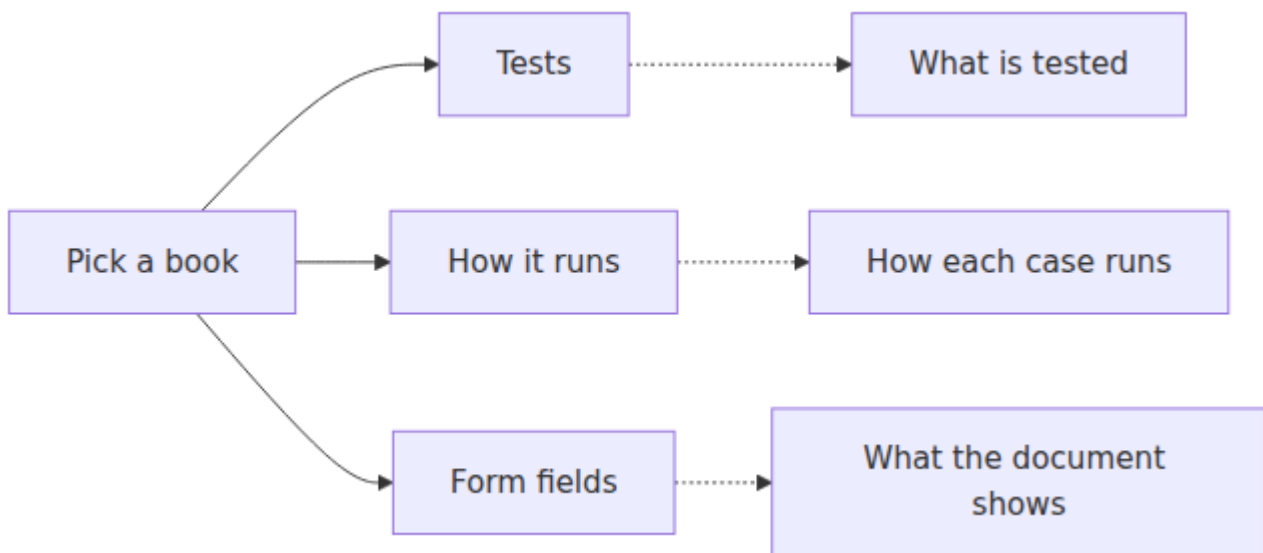 Tests
What is tested
Pick a book
How it runs
How each case runs
Form fields
What the document
shows